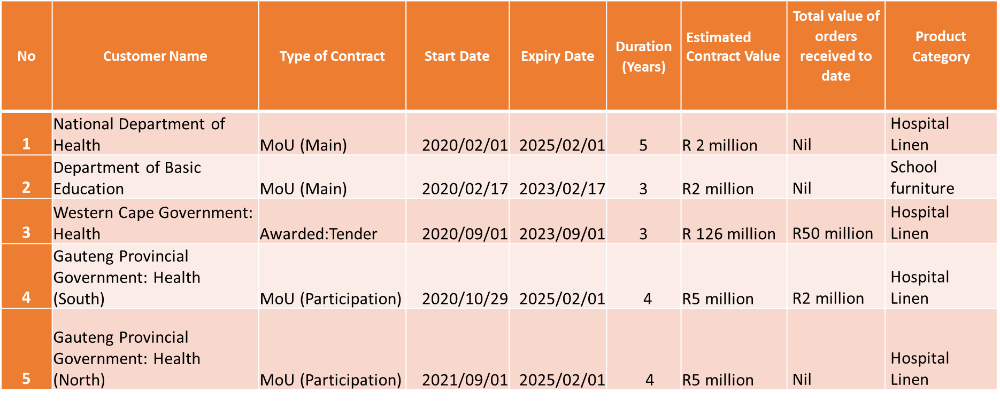 No
Customer Name
Type of Contract
Start Date
Expiry Date
Duration
(Years)
Estimated
Contract Value
Total value of
orders
received to
date
Product
Category
1
National Department of
Health
MoU (Main)
2020/02/01
2025/02/01
5
R 2 million
Nil
Hospital
Linen
2
Department of Basic
Education
MoU (Main)
2020/02/17
2023/02/17
3
R2 million
Nil
School
furniture
3
Western Cape Government:
Health
Awarded:Tender
2020/09/01
2023/09/01
3
R 126 million
R50 million
Hospital
Linen
4
Gauteng Provincial
Government: Health
(South)
MoU (Participation)
2020/10/29
2025/02/01
4
R5 million
R2 million
Hospital
Linen
5
Gauteng Provincial
Government: Health
(North)
MoU (Participation)
2021/09/01
2025/02/01
4
R5 million
Nil
Hospital
Linen